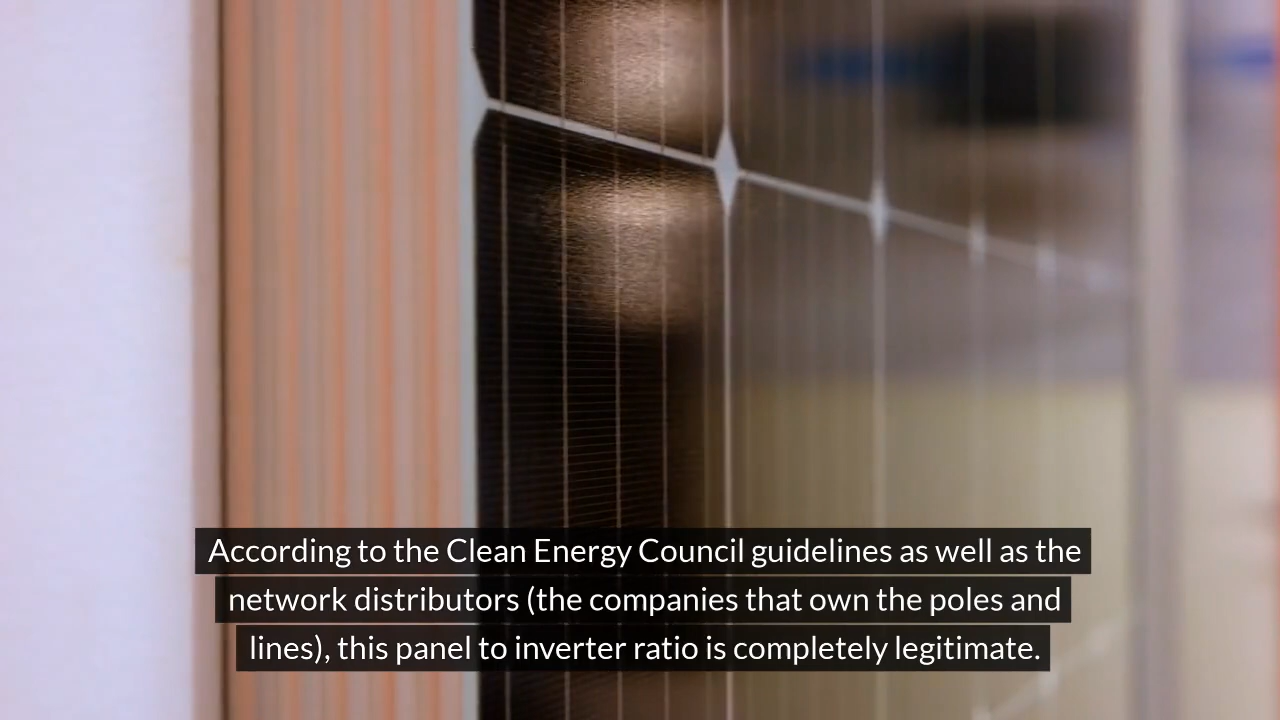 According to the Clean Energy Council guidelines as well as the
network distributors (the companies that own the poles and
lines), this panel to inverter ratio is completely legitimate.